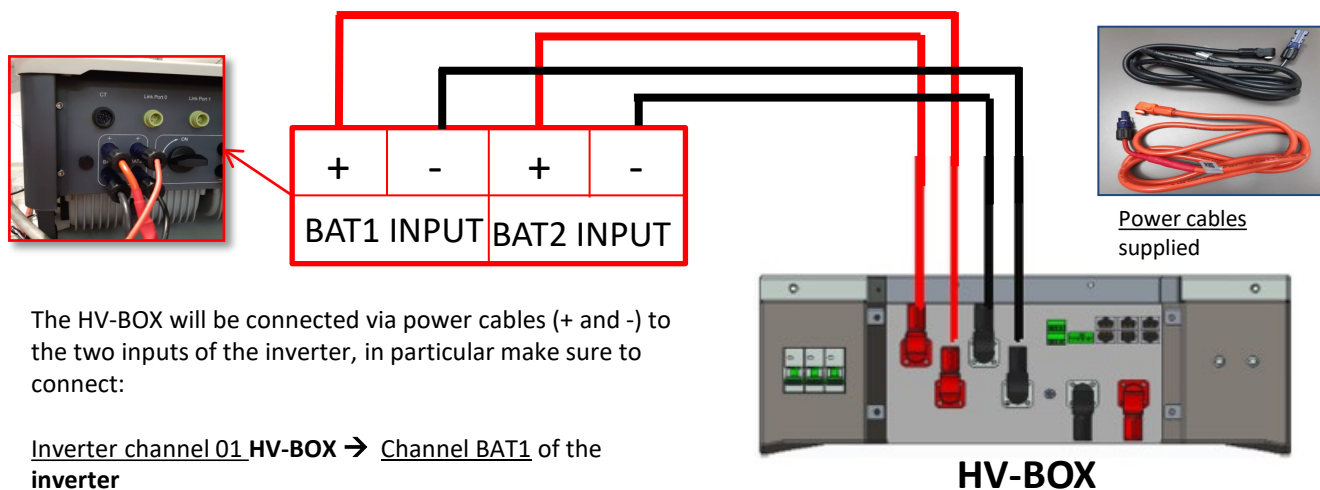 CT
Link Port 0
Link Port 1
ON
+ - + -
BAT1 INPUT BAT2 INPUT
Power cables
supplied
The HV-BOX will be connected via power cables (+ and -) to
the two inputs of the inverter, in particular make sure to
connect:
Inverter channel 01 HV-BOX → Channel BAT1 of the
inverter
HV-BOX